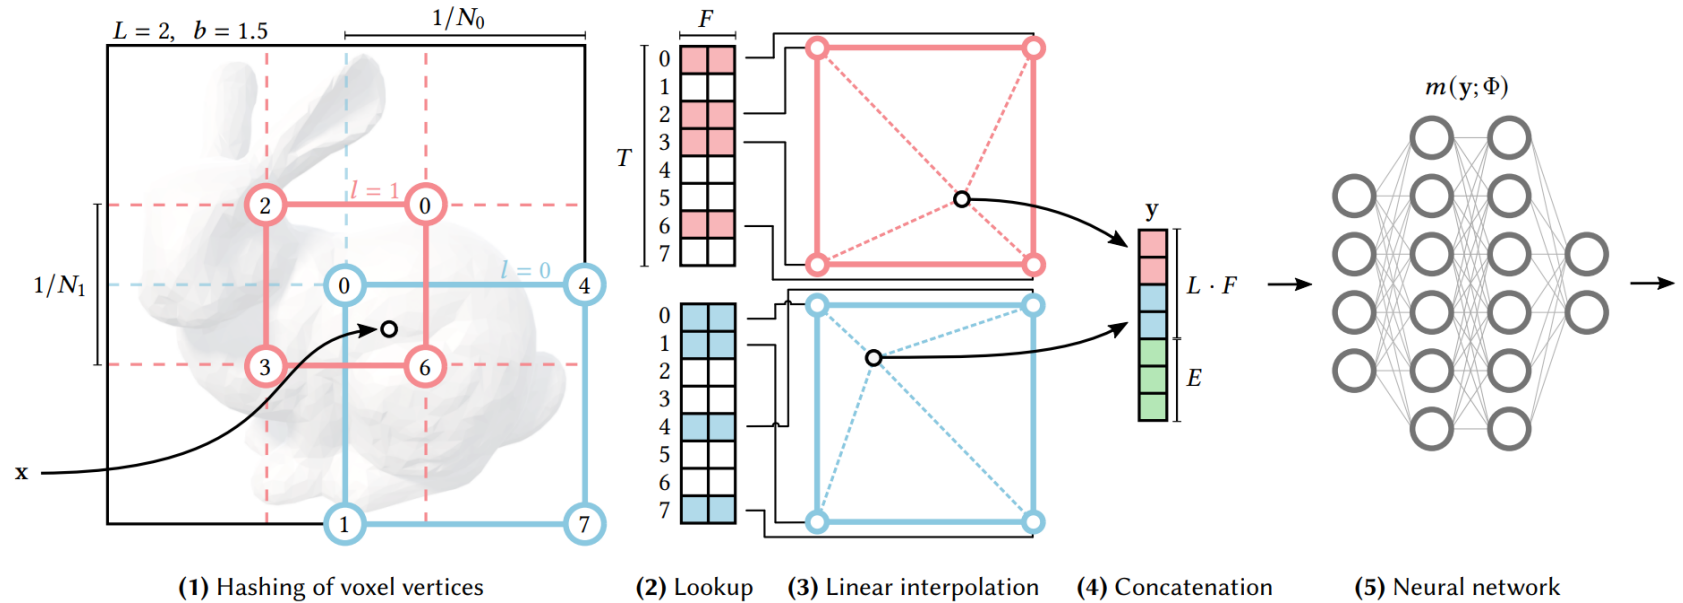 L = 2, b = 1.5
1/N₀
l = 1
2
0
1/N₁
l = 0
0
4
3
6
x
1
7
F
T
0
1
2
3
4
5
6
7
0
1
2
3
4
5
6
7
y
L · F
E
m(y; Φ)
(1) Hashing of voxel vertices
(2) Lookup
(3) Linear interpolation
(4) Concatenation
(5) Neural network